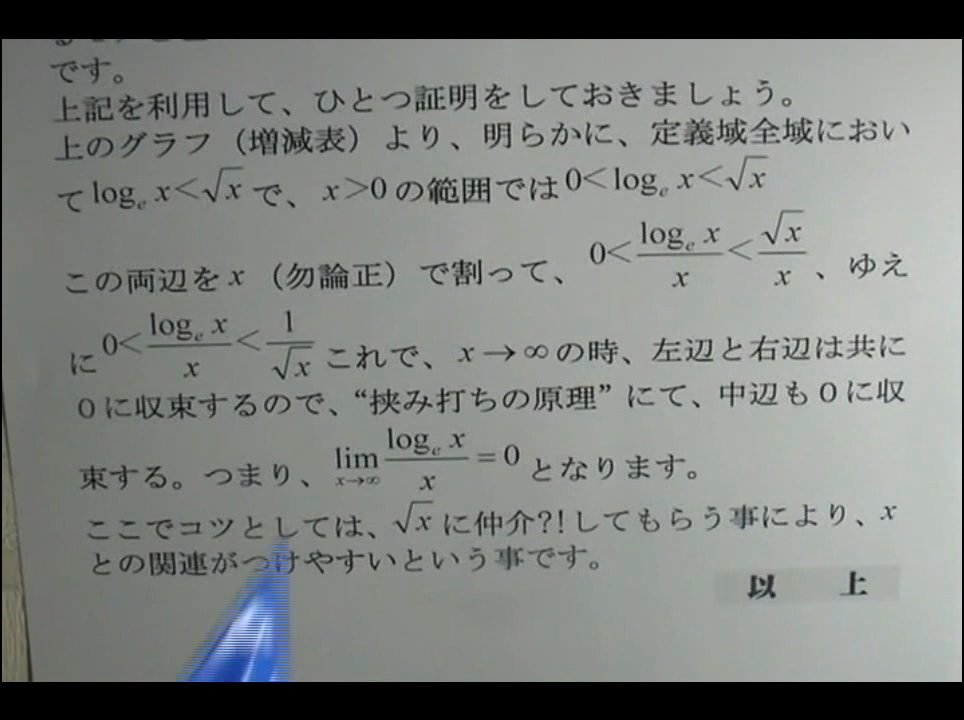 です。
上記を利用して、ひとつ証明をしておきましょう。
上のグラフ（増減表）より、明らかに、定義域全域におい
て log_e x<√x で、x>0の範囲では 0<log_e x<√x
この両辺を x（勿論正）で割って、 0<(log_e x)/x<√x/x 、ゆえ
に 0<(log_e x)/x<1/√x これで、x→∞の時、左辺と右辺は共に
０に収束するので、“挟み打ちの原理”にて、中辺も０に収
束する。つまり、lim_{x→∞} (log_e x)/x=0 となります。
ここでコツとしては、√xに仲介?!してもらう事により、x
との関連がつけやすいという事です。
以 上